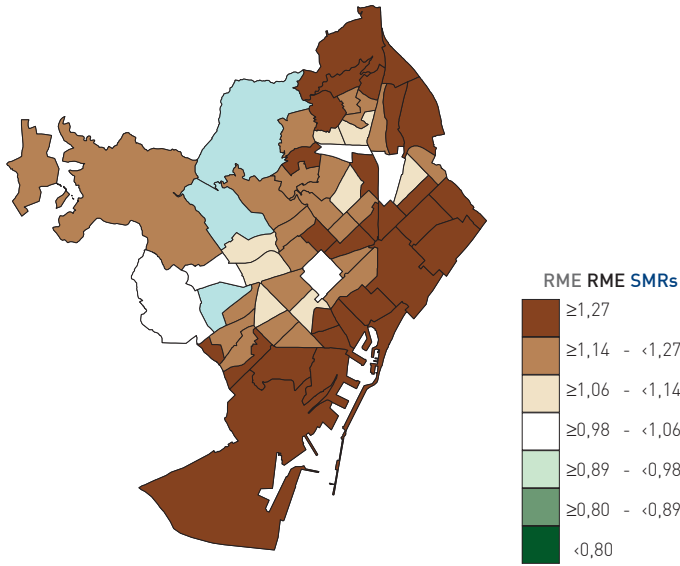 RME RME SMRs
≥1,27
≥1,14 - <1,27
≥1,06 - <1,14
≥0,98 - <1,06
≥0,89 - <0,98
≥0,80 - <0,89
<0,80